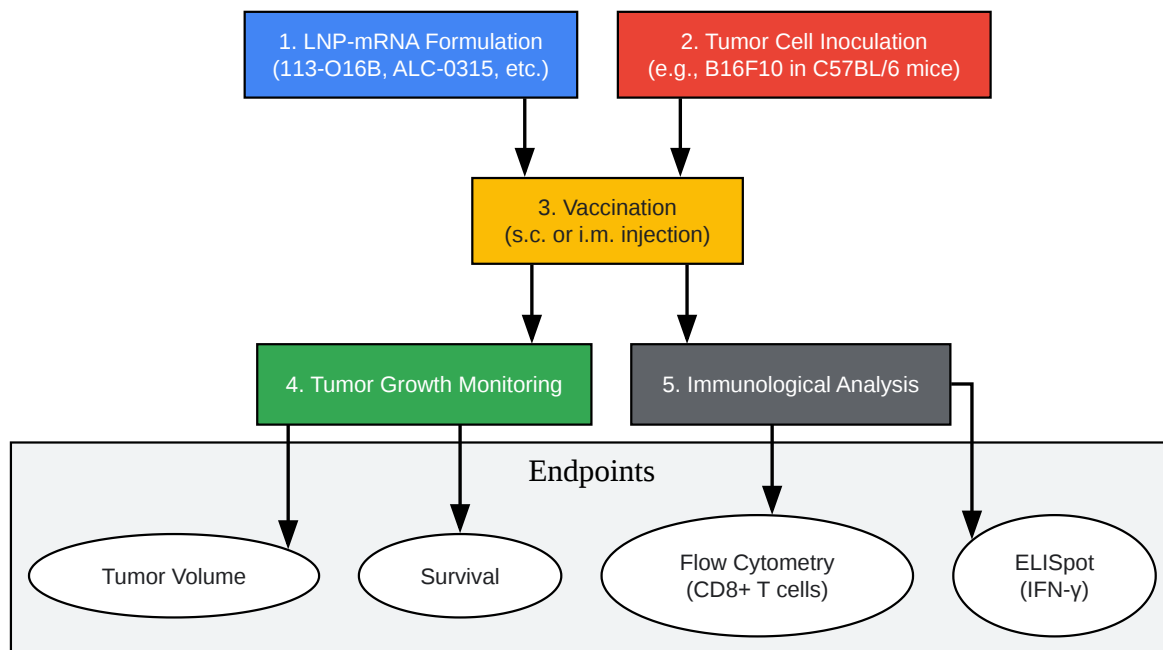 1. LNP-mRNA Formulation
(113-O16B, ALC-0315, etc.)
2. Tumor Cell Inoculation
(e.g., B16F10 in C57BL/6 mice)
3. Vaccination
(s.c. or i.m. injection)
4. Tumor Growth Monitoring
5. Immunological Analysis
Endpoints
Tumor Volume
Survival
Flow Cytometry
(CD8+ T cells)
ELISpot
(IFN-γ)